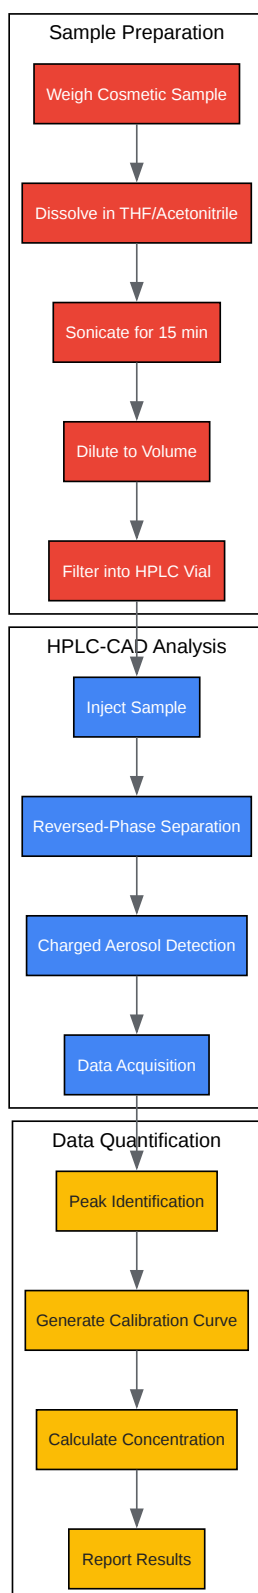 Sample Preparation
Weigh Cosmetic Sample
Dissolve in THF/Acetonitrile
Sonicate for 15 min
Dilute to Volume
Filter into HPLC Vial
HPLC-CAD Analysis
Inject Sample
Reversed-Phase Separation
Charged Aerosol Detection
Data Acquisition
Data Quantification
Peak Identification
Generate Calibration Curve
Calculate Concentration
Report Results